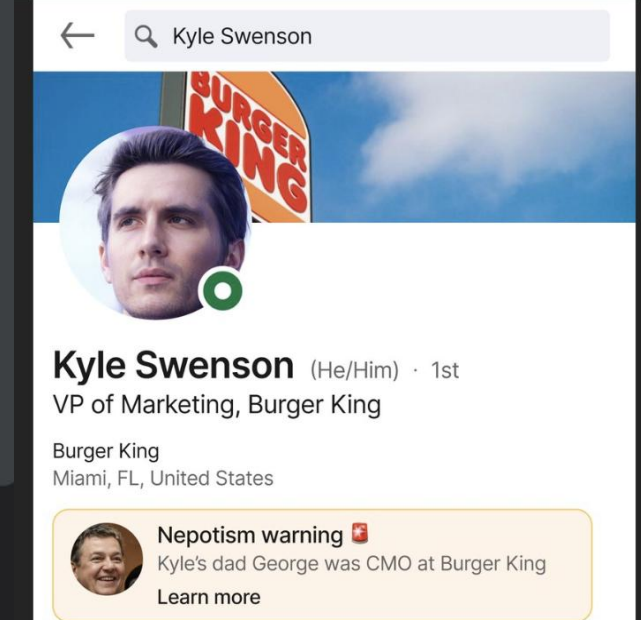 Kyle Swenson
BURGER
KING
Kyle Swenson (He/Him) · 1st
VP of Marketing, Burger King
Burger King
Miami, FL, United States
Nepotism warning 🚨
Kyle's dad George was CMO at Burger King
Learn more